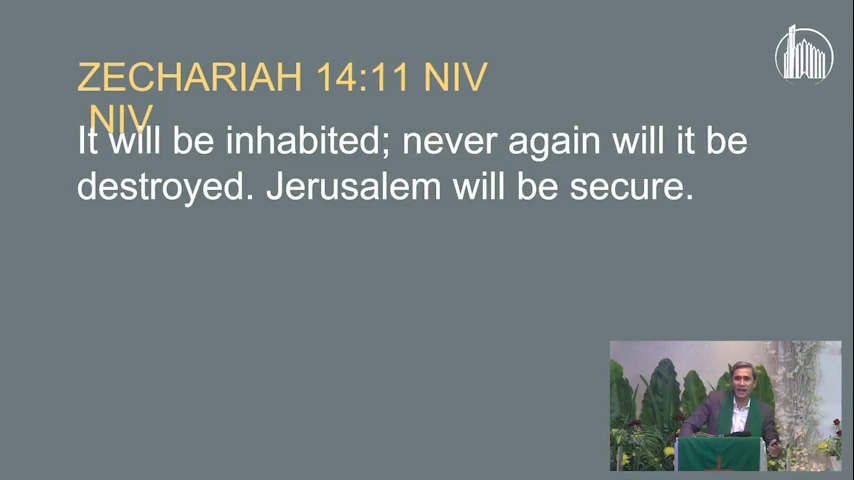 ZECHARIAH 14:11 NIV
NIV
It will be inhabited; never again will it be
destroyed. Jerusalem will be secure.